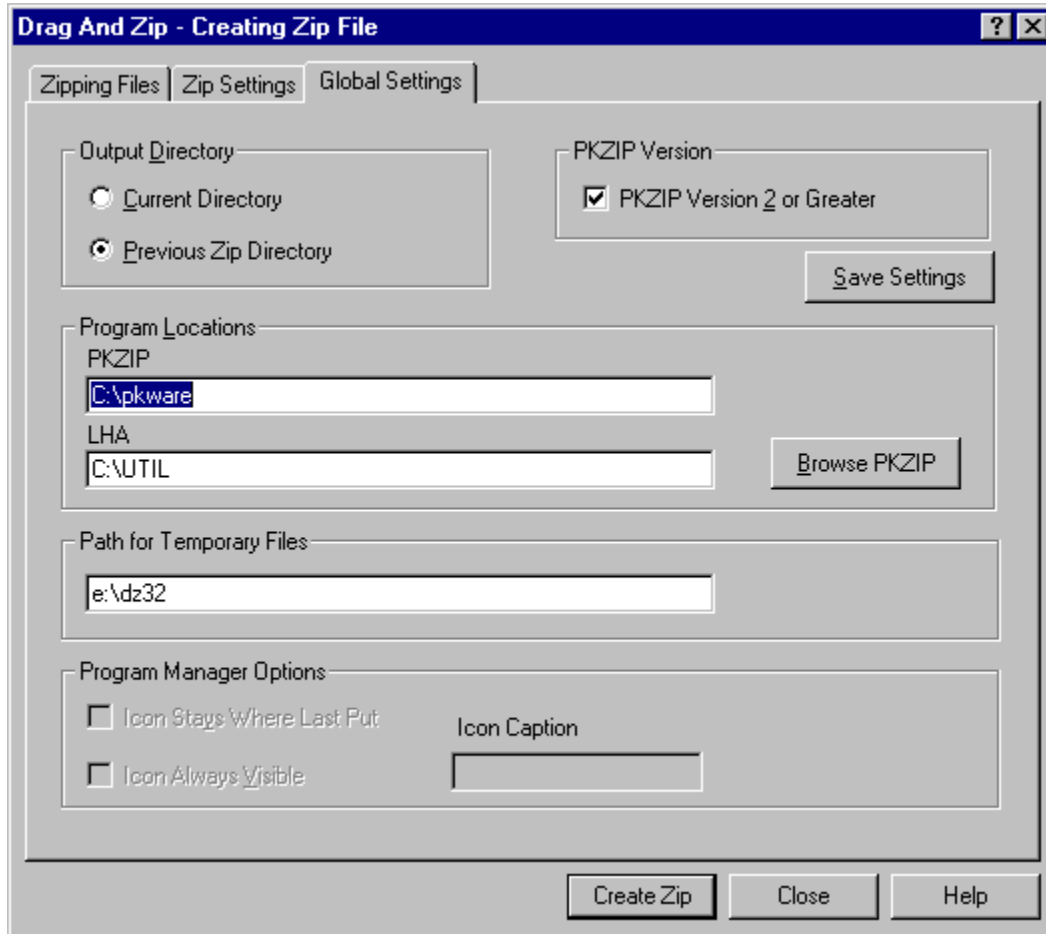 Drag And Zip - Creating Zip File
Zipping Files Zip Settings Global Settings
Output Directory
Current Directory
Previous Zip Directory
PKZIP Version
PKZIP Version 2 or Greater
Save Settings
Program Locations
PKZIP
C:\pkware
LHA
C:\UTIL
Browse PKZIP
Path for Temporary Files
e:\dz32
Program Manager Options
Icon Stays Where Last Put
Icon Always Visible
Icon Caption
Create Zip Close Help